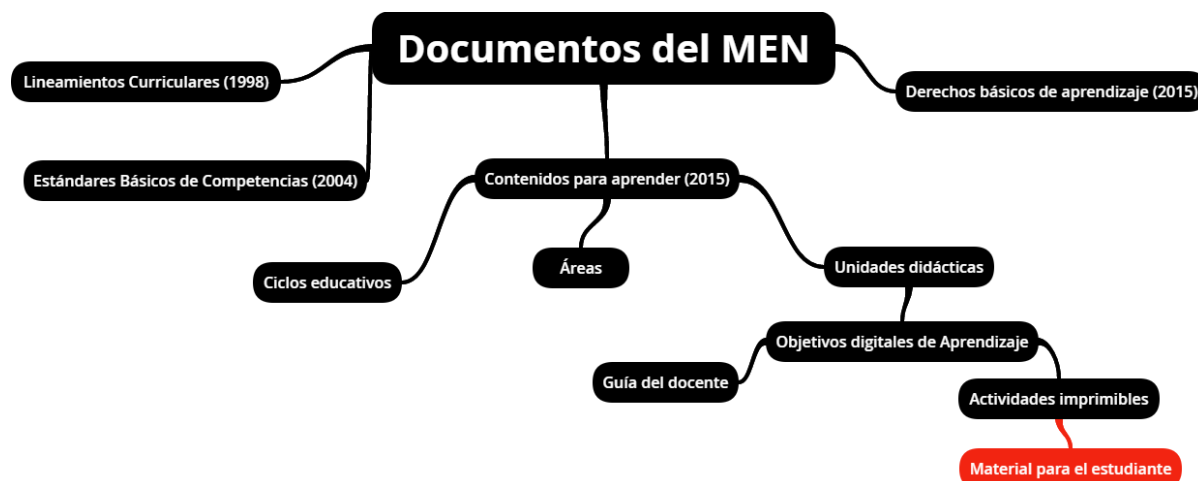 Documentos del MEN
Lineamientos Curriculares (1998)
Derechos básicos de aprendizaje (2015)
Estándares Básicos de Competencias (2004)
Contenidos para aprender (2015)
Ciclos educativos
Áreas
Unidades didácticas
Objetivos digitales de Aprendizaje
Guía del docente
Actividades imprimibles
Material para el estudiante